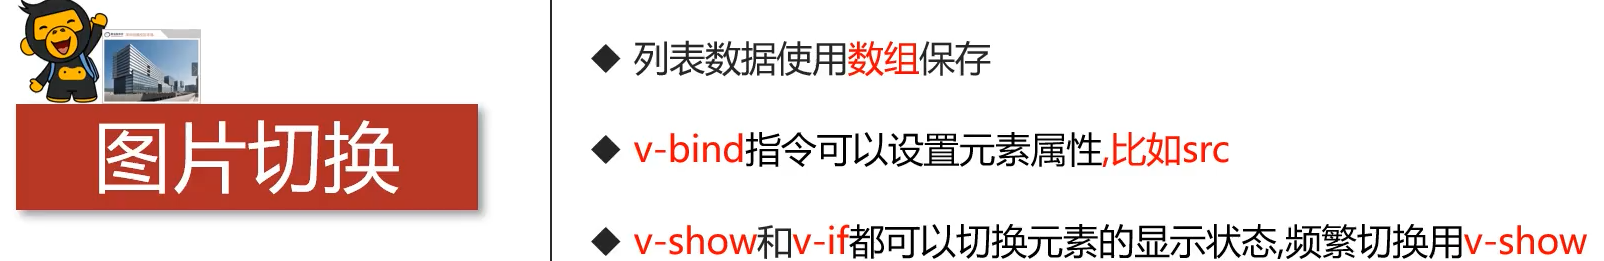 图片切换
列表数据使用数组保存
v-bind指令可以设置元素属性,比如src
v-show和v-if都可以切换元素的显示状态,频繁切换用v-show